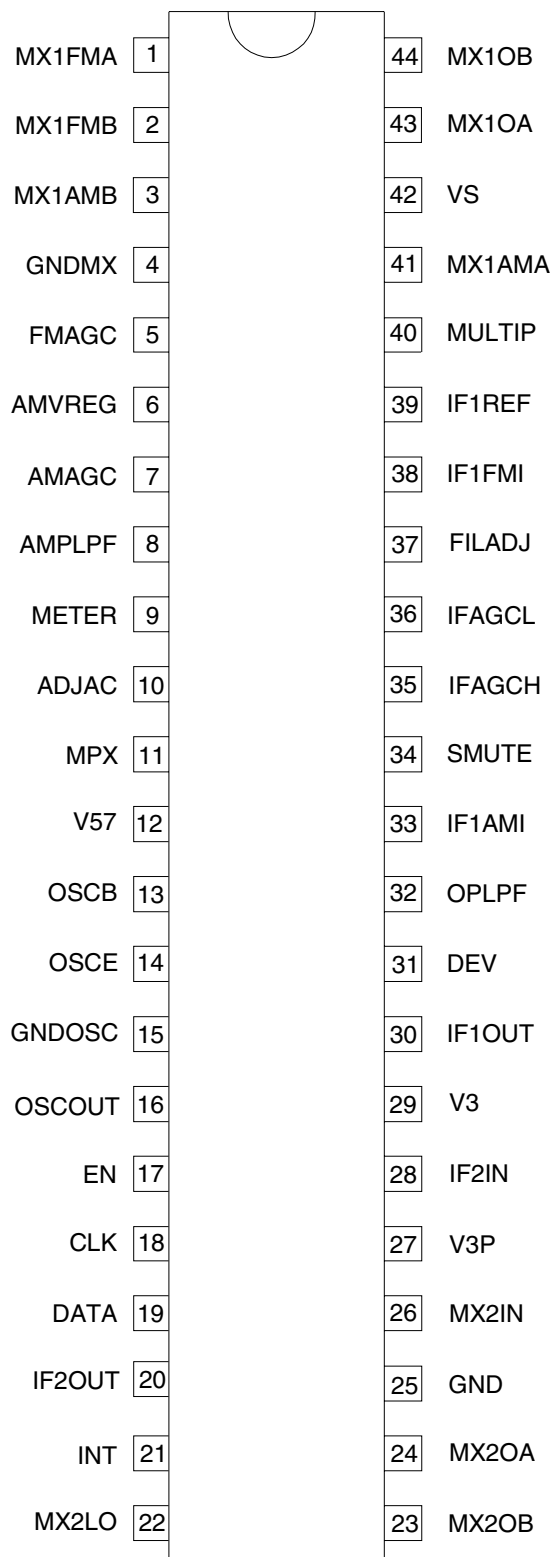 MX1FMA 1 44 MX1OB
MX1FMB 2 43 MX1OA
MX1AMB 3 42 VS
GNDMX 4 41 MX1AMA
FMAGC 5 40 MULTIP
AMVREG 6 39 IF1REF
AMAGC 7 38 IF1FMI
AMPLPF 8 37 FILADJ
METER 9 36 IFAGCL
ADJAC 10 35 IFAGCH
MPX 11 34 SMUTE
V57 12 33 IF1AMI
OSCB 13 32 OPLPF
OSCE 14 31 DEV
GNDOSC 15 30 IF1OUT
OSCOUT 16 29 V3
EN 17 28 IF2IN
CLK 18 27 V3P
DATA 19 26 MX2IN
IF2OUT 20 25 GND
INT 21 24 MX2OA
MX2LO 22 23 MX2OB